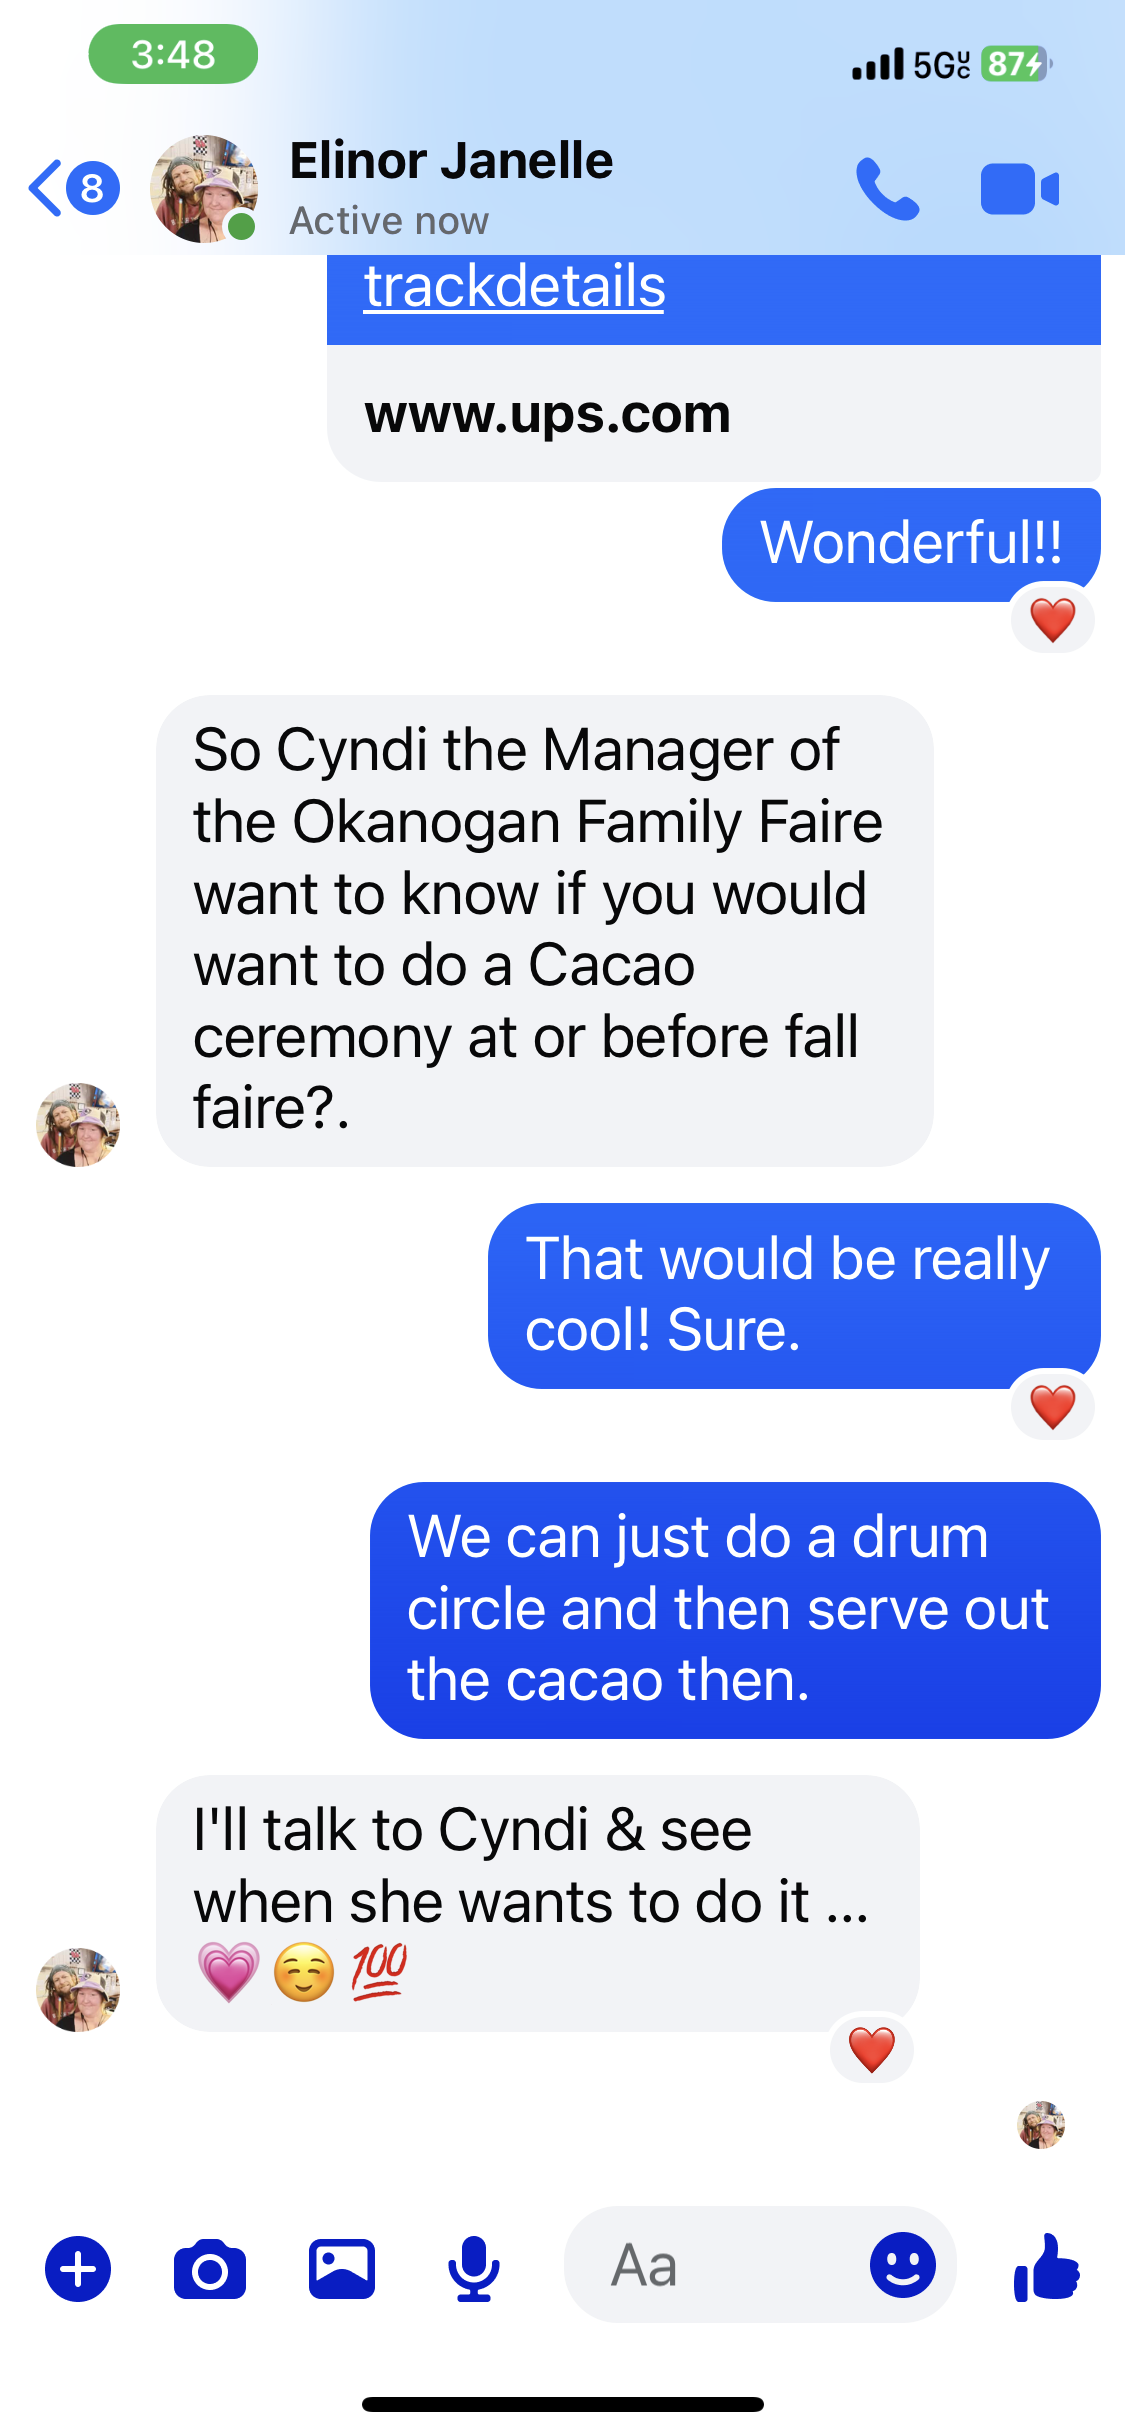 3:48
5G UC 87
8
Elinor Janelle
Active now
trackdetails
www.ups.com
Wonderful!!
❤️
So Cyndi the Manager of
the Okanogan Family Faire
want to know if you would
want to do a Cacao
ceremony at or before fall
faire?.
That would be really
cool! Sure.
❤️
We can just do a drum
circle and then serve out
the cacao then.
I'll talk to Cyndi & see
when she wants to do it ...
💗☺️💯
❤️
Aa